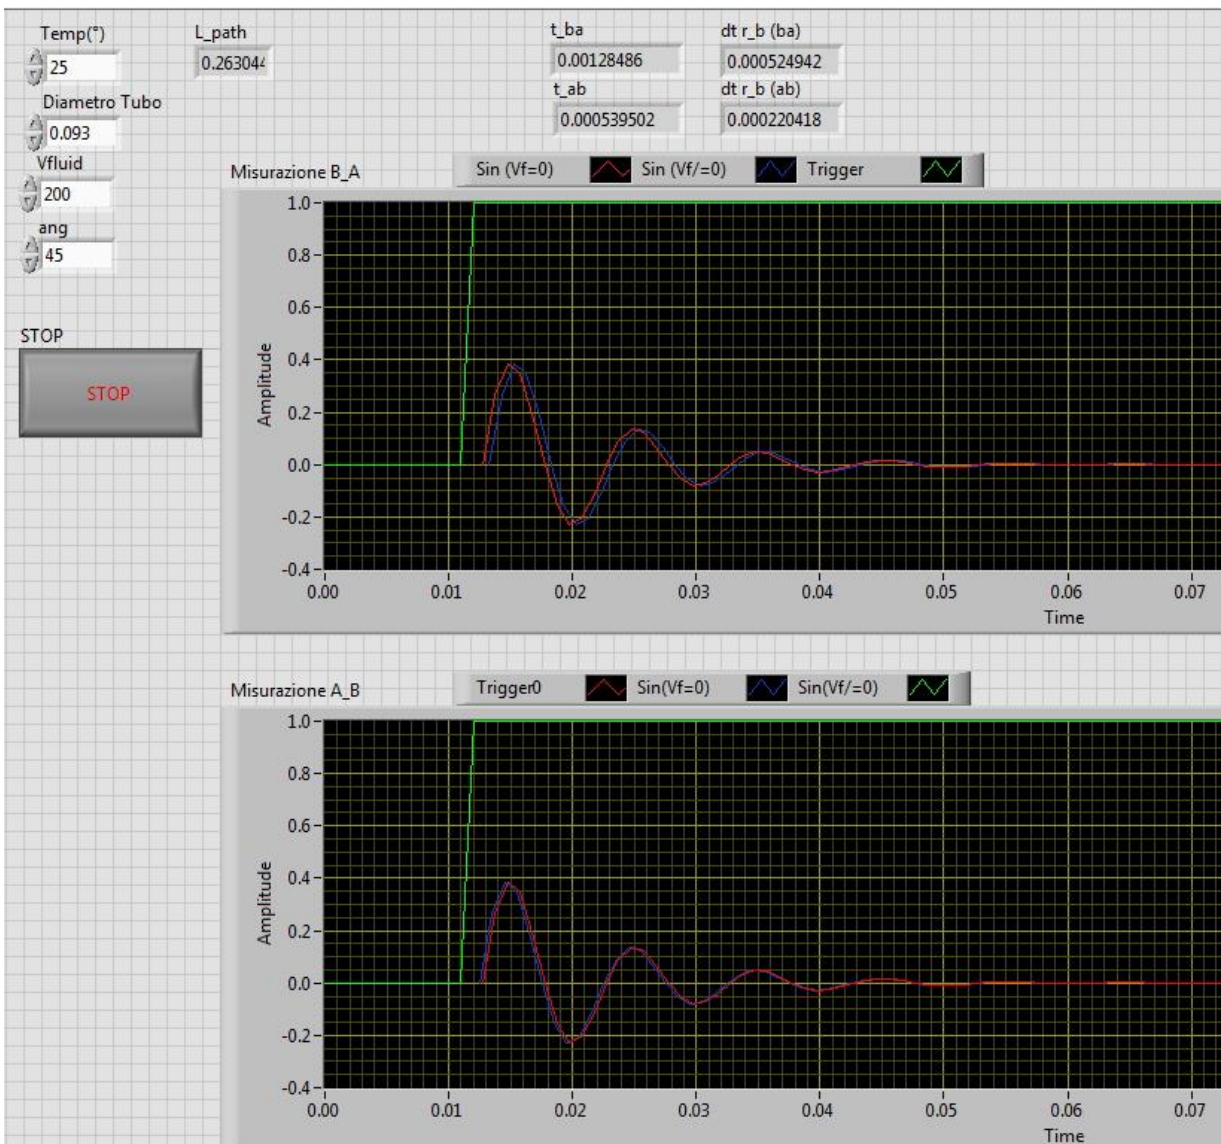 Temp(°)
25
Diametro Tubo
0.093
Vfluid
200
ang
45
L_path
0.263044
t_ba
0.00128486
dt r_b (ba)
0.000524942
t_ab
0.000539502
dt r_b (ab)
0.000220418
STOP
STOP
Misurazione B_A
Sin (Vf=0) Sin (Vf/=0) Trigger
Amplitude
1.0
0.8
0.6
0.4
0.2
0.0
-0.2
-0.4
0.00 0.01 0.02 0.03 0.04 0.05 0.06 0.07
Time
Misurazione A_B
Trigger0 Sin(Vf=0) Sin(Vf/=0)
Amplitude
1.0
0.8
0.6
0.4
0.2
0.0
-0.2
-0.4
0.00 0.01 0.02 0.03 0.04 0.05 0.06 0.07
Time